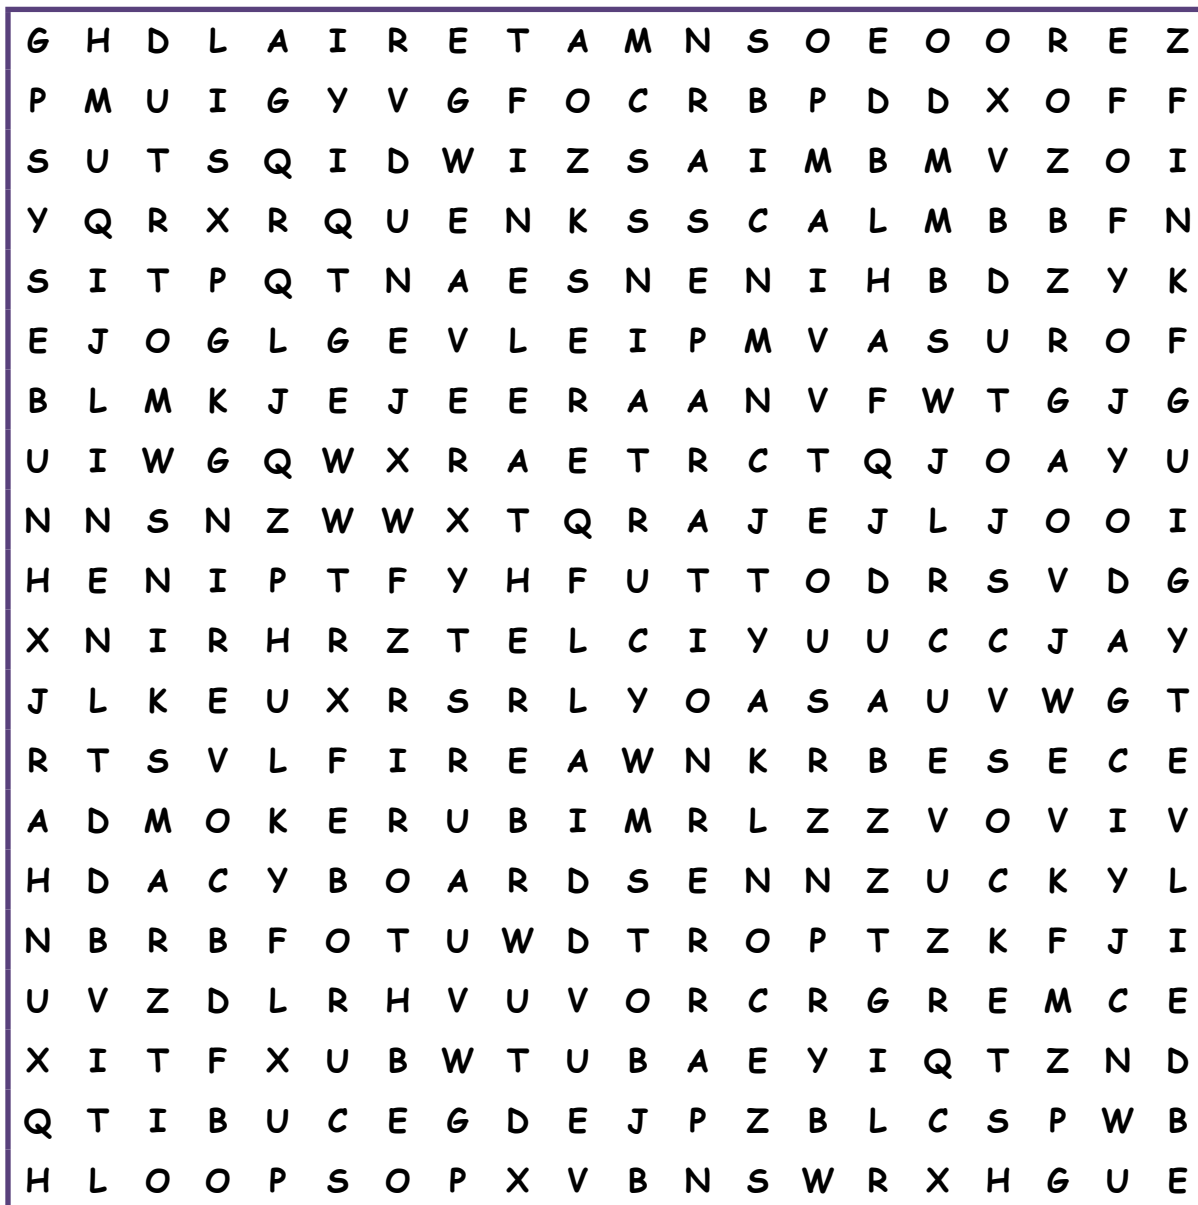 G H D L A I R E T A M N S O E O O R E Z
P M U I G Y V G F O C R B P D D X O F F
S U T S Q I D W I Z S A I M B M V Z O I
Y Q R X R Q U E N K S S C A L M B B F N
S I T P Q T N A E S N E N I H B D Z Y K
E J O G L G E V L E I P M V A S U R O F
B L M K J E J E E R A A N V F W T G J G
U I W G Q W X R A E T R C T Q J O A Y U
N N S N Z W W X T Q R A J E J L J O O I
H E N I P T F Y H F U T T O D R S V D G
X N I R H R Z T E L C I Y U U C C J A Y
J L K E U X R S R L Y O A S A U V W G T
R T S V L F I R E A W N K R B E S E C E
A D M O K E R U B I M R L Z Z V O V I V
H D A C Y B O A R D S E N N Z U C K Y L
N B R B F O T U W D T R O P T Z K F J I
U V Z D L R H V U V O R C R G R E M C E
X I T F X U B W T U B A E Y I Q T Z N D
Q T I B U C E G D E J P Z B L C S P W B
H L O O P S O P X V B N S W R X H G U E